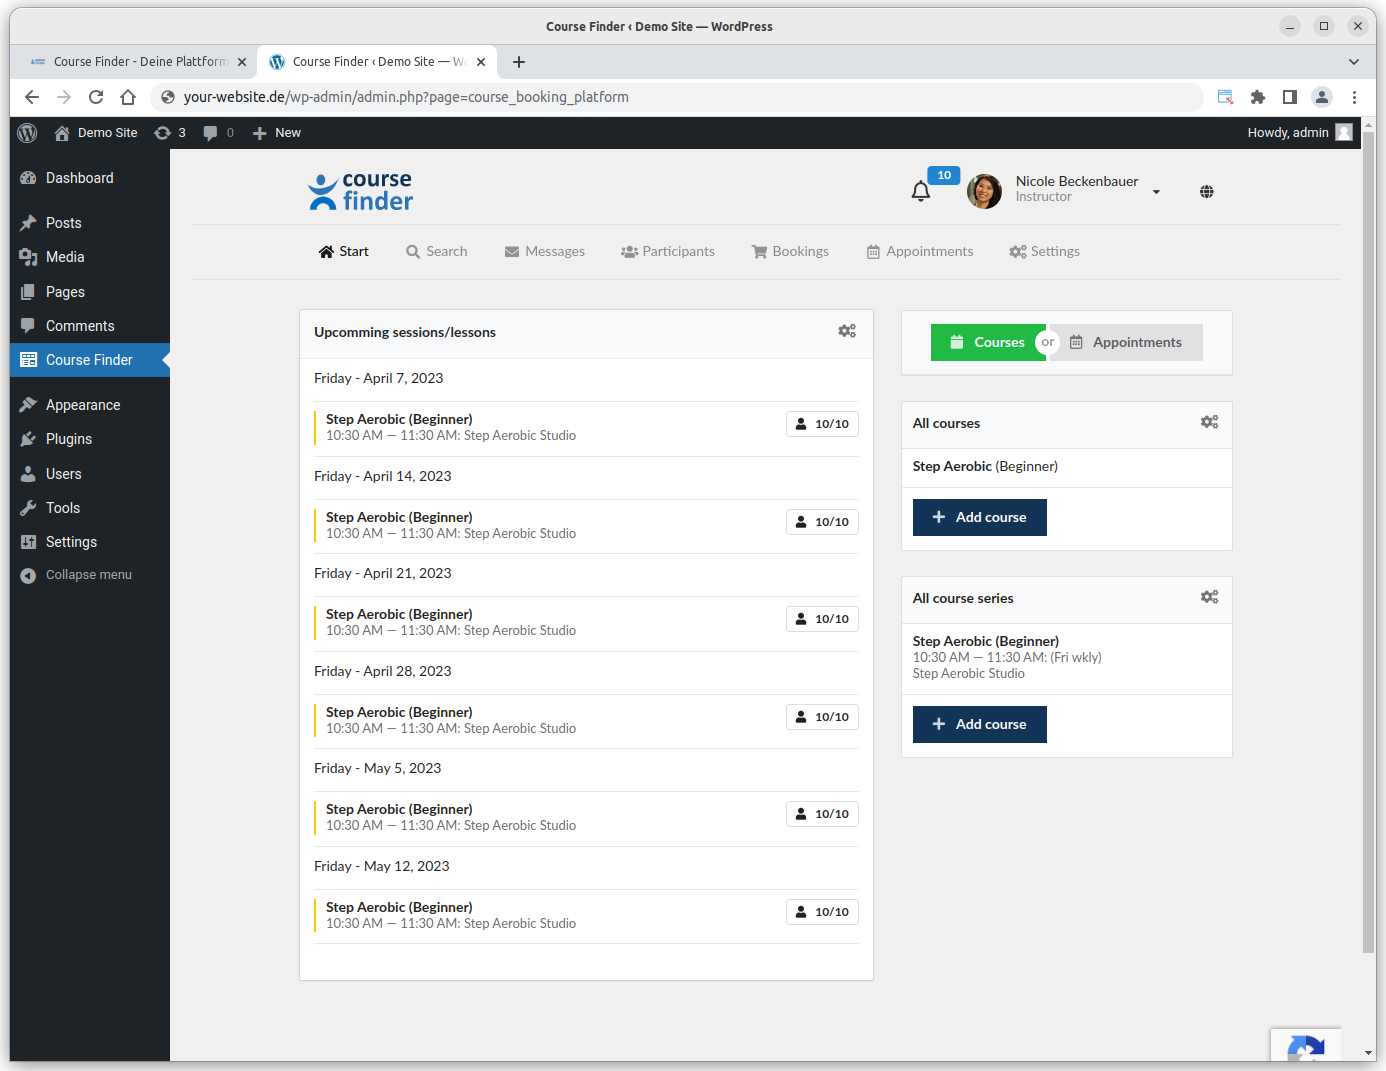 Course Finder ‹ Demo Site — WordPress
Course Finder - Deine Plattform
Course Finder ‹ Demo Site — Wo
your-website.de/wp-admin/admin.php?page=course_booking_platform
Demo Site 3 0 New
Howdy, admin
Dashboard
Posts
Media
Pages
Comments
Course Finder
Appearance
Plugins
Users
Tools
Settings
Collapse menu
course
finder
10
Nicole Beckenbauer
Instructor
Start Search Messages Participants Bookings Appointments Settings
Upcomming sessions/lessons
Friday - April 7, 2023
Step Aerobic (Beginner)
10:30 AM — 11:30 AM: Step Aerobic Studio
10/10
Friday - April 14, 2023
Step Aerobic (Beginner)
10:30 AM — 11:30 AM: Step Aerobic Studio
10/10
Friday - April 21, 2023
Step Aerobic (Beginner)
10:30 AM — 11:30 AM: Step Aerobic Studio
10/10
Friday - April 28, 2023
Step Aerobic (Beginner)
10:30 AM — 11:30 AM: Step Aerobic Studio
10/10
Friday - May 5, 2023
Step Aerobic (Beginner)
10:30 AM — 11:30 AM: Step Aerobic Studio
10/10
Friday - May 12, 2023
Step Aerobic (Beginner)
10:30 AM — 11:30 AM: Step Aerobic Studio
10/10
Courses or Appointments
All courses
Step Aerobic (Beginner)
Add course
All course series
Step Aerobic (Beginner)
10:30 AM — 11:30 AM: (Fri wkly)
Step Aerobic Studio
Add course